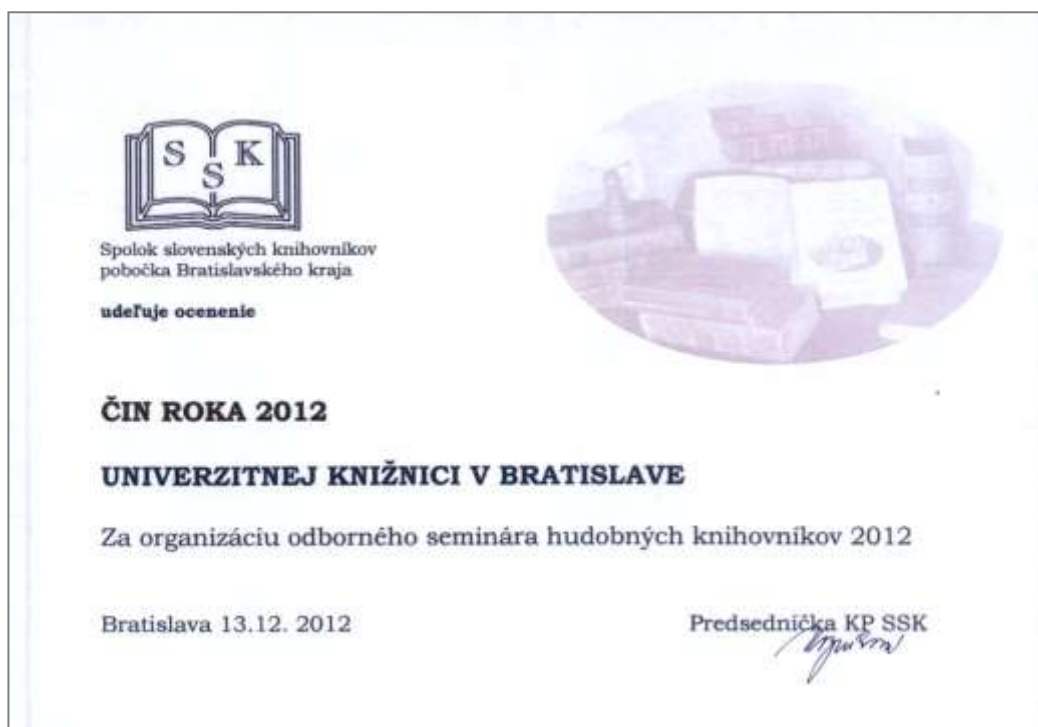 S S K
Spolok slovenských knihovníkov
pobočka Bratislavského kraja
udeľuje ocenenie
ČIN ROKA 2012
UNIVERZITNEJ KNIŽNICI V BRATISLAVE
Za organizáciu odborného seminára hudobných knihovníkov 2012
Bratislava 13.12. 2012
Predsedníčka KP SSK